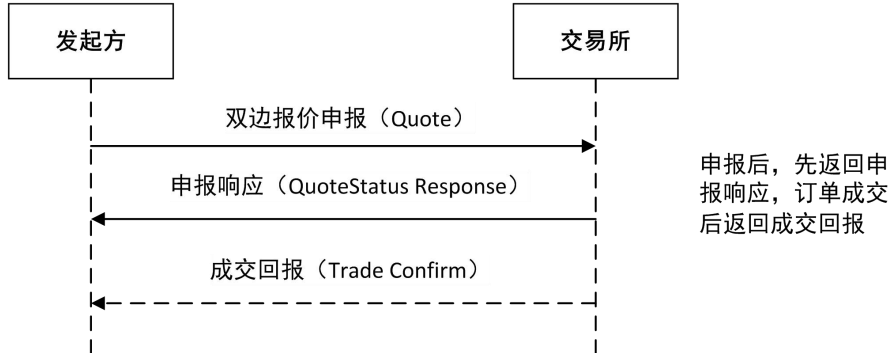 发起方
交易所
双边报价申报（Quote）
申报响应（QuoteStatus Response）
成交回报（Trade Confirm）
申报后，先返回申
报响应，订单成交
后返回成交回报